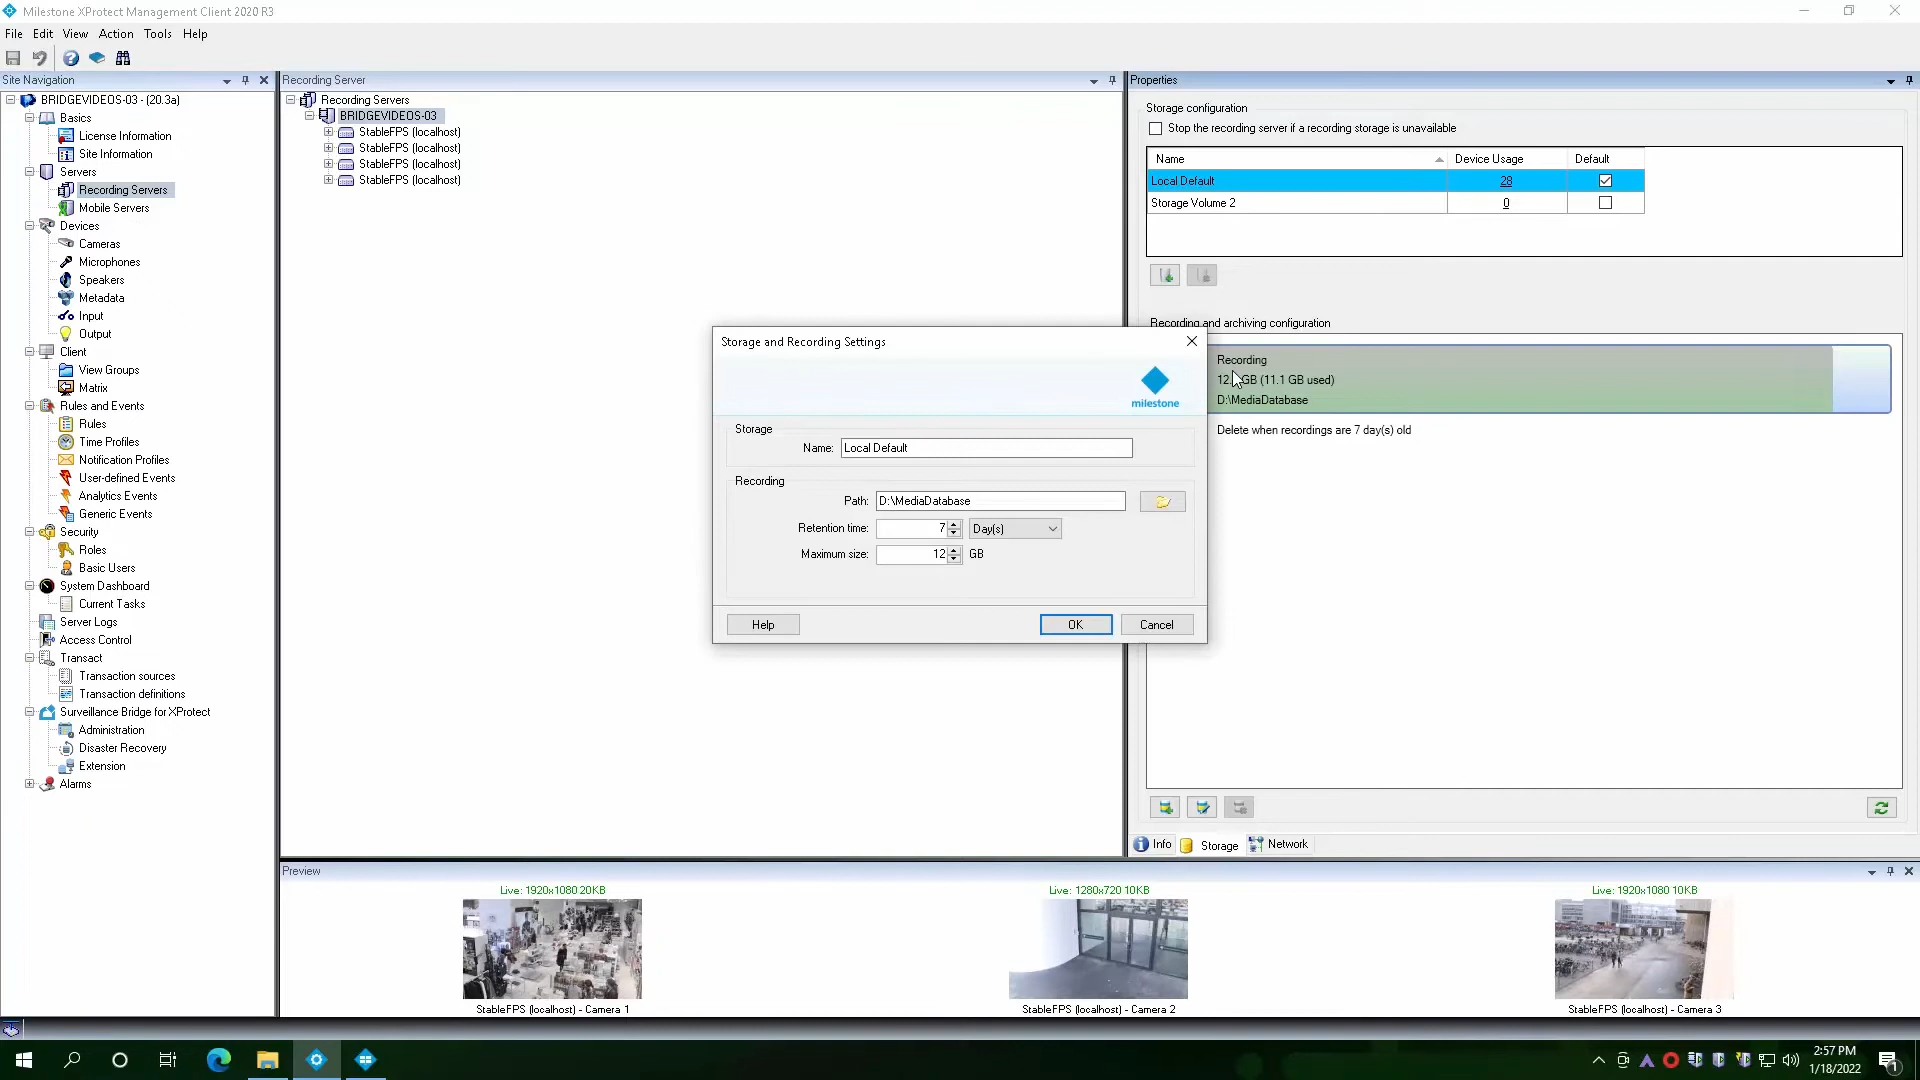 Milestone XProtect Management Client 2020 R3
File Edit View Action Tools Help
Site Navigation
BRIDGEVIDEOS-03 - (20.3a)
Basics
License Information
Site Information
Servers
Recording Servers
Mobile Servers
Devices
Cameras
Microphones
Speakers
Metadata
Input
Output
Client
View Groups
Matrix
Rules and Events
Rules
Time Profiles
Notification Profiles
User-defined Events
Analytics Events
Generic Events
Security
Roles
Basic Users
System Dashboard
Current Tasks
Server Logs
Access Control
Transact
Transaction sources
Transaction definitions
Surveillance Bridge for XProtect
Administration
Disaster Recovery
Extension
Alarms
Recording Server
Recording Servers
BRIDGEVIDEOS-03
StableFPS (localhost)
StableFPS (localhost)
StableFPS (localhost)
StableFPS (localhost)
Properties
Storage configuration
Stop the recording server if a recording storage is unavailable
Name Device Usage Default
Local Default 28
Storage Volume 2 0
Recording and archiving configuration
Recording
GB (11.1 GB used)
D:\MediaDatabase
Delete when recordings are 7 day(s) old
Info Storage Network
Storage and Recording Settings
milestone
Storage
Name: Local Default
Recording
Path: D:\MediaDatabase
Retention time: 7 Day(s)
Maximum size: 12 GB
Help OK Cancel
Preview
Live: 1920x1080 20KB
StableFPS (localhost) - Camera 1
Live: 1280x720 10KB
StableFPS (localhost) - Camera 2
Live: 1920x1080 10KB
StableFPS (localhost) - Camera 3
2:57 PM
1/18/2022
1